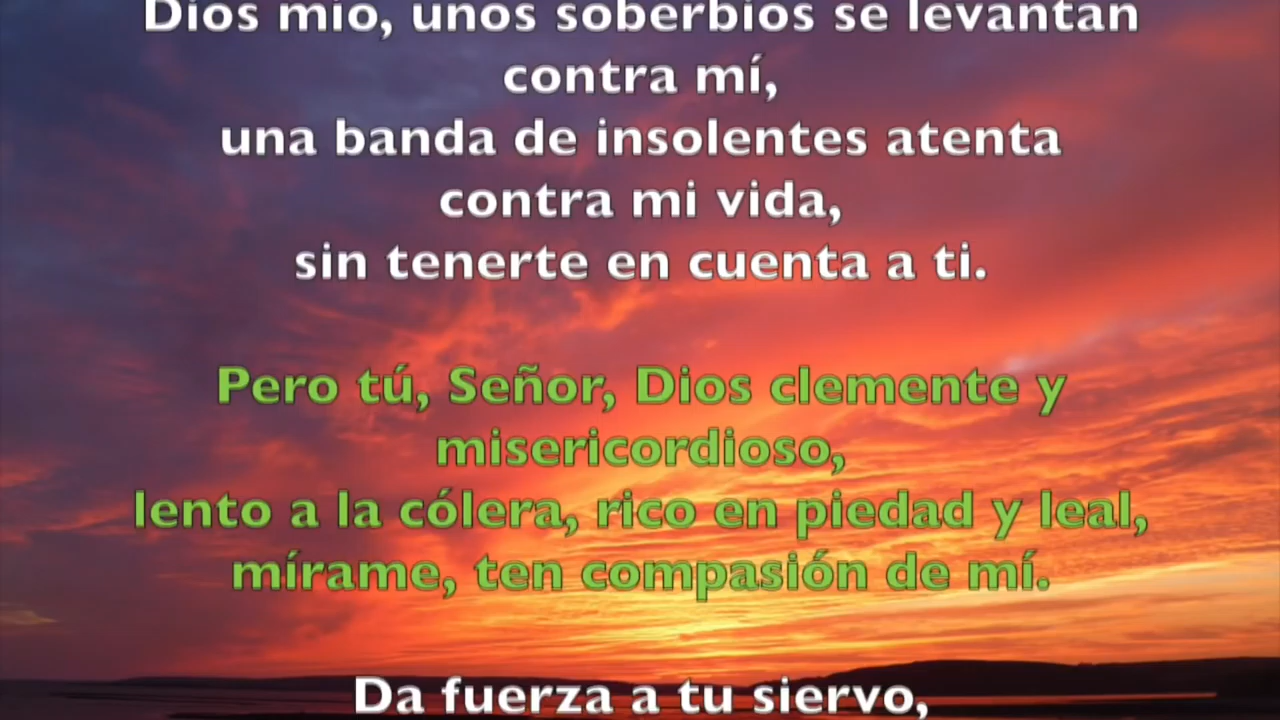 Dios mío, unos soberbios se levantan
contra mí,
una banda de insolentes atenta
contra mi vida,
sin tenerte en cuenta a ti.
Pero tú, Señor, Dios clemente y
misericordioso,
lento a la cólera, rico en piedad y leal,
mírame, ten compasión de mí.
Da fuerza a tu siervo,